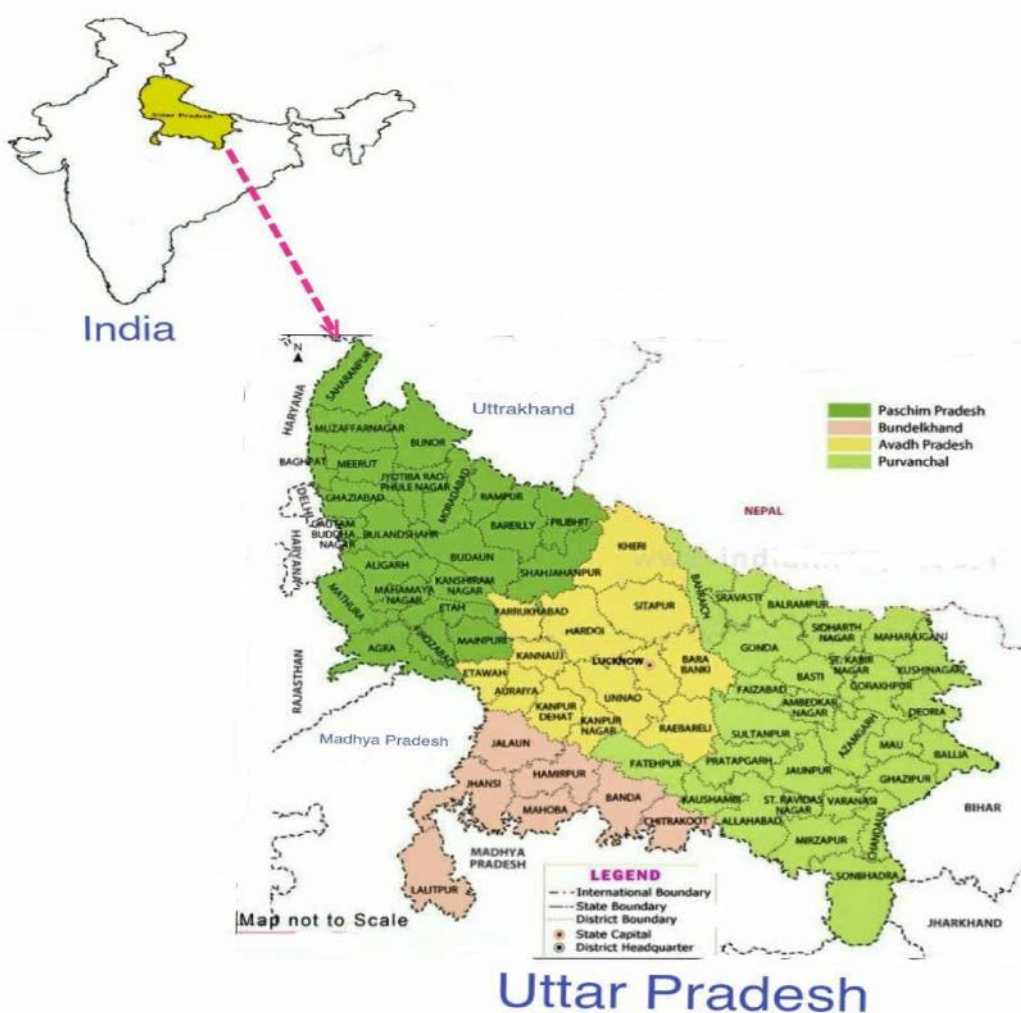 Uttar Pradesh
India
N
SAHARANPUR
HARYANA
Uttrakhand
MUZAFFARNAGAR
BIJNOR
Paschim Pradesh
Bundelkhand
Avadh Pradesh
Purvanchal
BAGHPAT
MEERUT
JYOTIBA RAO
PHULE NAGAR
MORADABAD
RAMPUR
DELHI
GHAZIABAD
NEPAL
GAUTAM
BUDDHA
NAGAR
BULANDSHAHR
BAREILLY
PILIBHIT
HARYANA
KHERI
ALIGARH
BUDAUN
SHAHJAHANPUR
MATHURA
MAHAMAYA
NAGAR
KANSHIRAM
NAGAR
ETAH
FARRUKHABAD
SITAPUR
BAHRAICH
SRAVASTI
BALRAMPUR
AGRA
FIROZABAD
MAINPURI
HARDOI
SIDHARTH
NAGAR
MAHARAJGANJ
RAJASTHAN
KANNAUJ
LUCKNOW
BARA
BANKI
GONDA
BASTI
ST. KABIR
NAGAR
KUSHINAGAR
GORAKHPUR
ETAWAH
AURAIYA
UNNAO
FAIZABAD
AMBEDKAR
NAGAR
DEORIA
KANPUR
DEHAT
KANPUR
NAGAR
RAEBARELI
SULTANPUR
AZAMGARH
MAU
BALLIA
Madhya Pradesh
JALAUN
FATEHPUR
PRATAPGARH
JAUNPUR
GHAZIPUR
JHANSI
HAMIRPUR
MAHOBA
BANDA
CHITRAKOOT
KAUSHAMBI
ALLAHABAD
ST. RAVIDAS
NAGAR
VARANASI
CHANDAULI
BIHAR
MIRZAPUR
MADHYA
PRADESH
LALITPUR
SONBHADRA
JHARKHAND
LEGEND
International Boundary
State Boundary
District Boundary
State Capital
District Headquarter
Map not to Scale
Uttar Pradesh